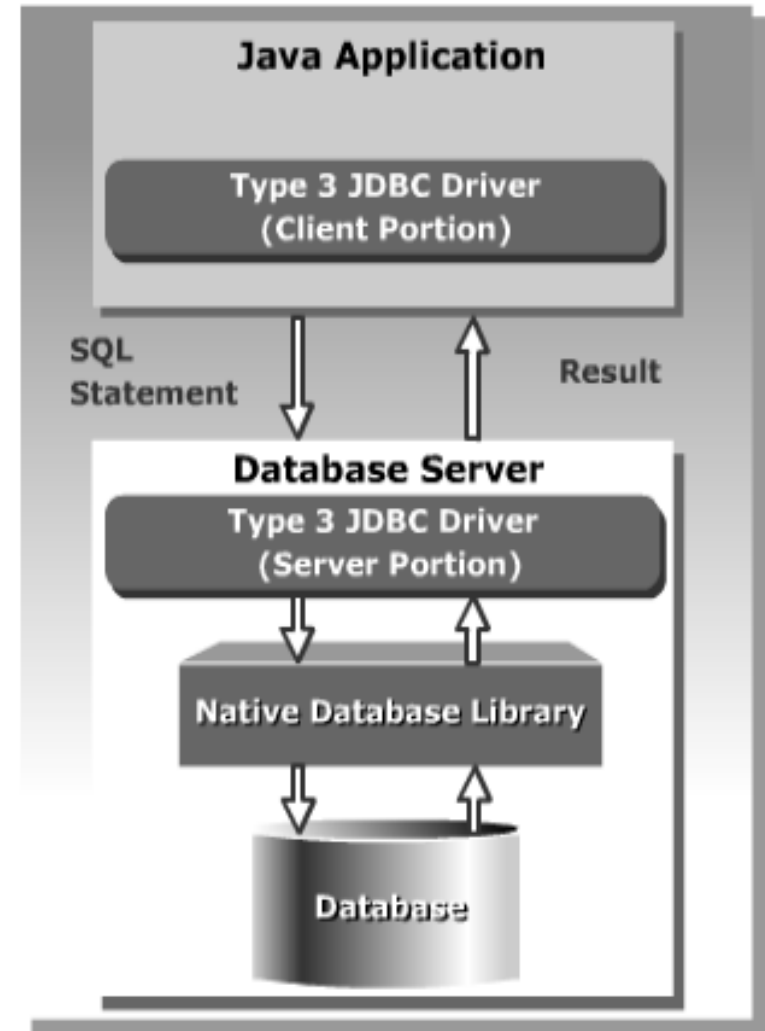 Java Application
Type 3 JDBC Driver
(Client Portion)
SQL
Statement
Result
Database Server
Type 3 JDBC Driver
(Server Portion)
Native Database Library
Database